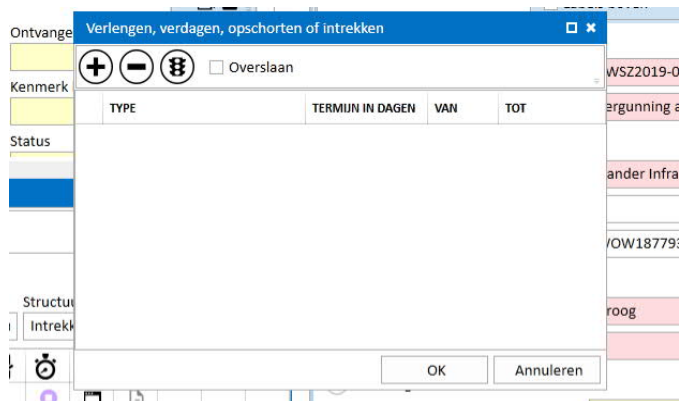 Verlengen, verdagen, opschorten of intrekken
Overslaan
TYPE TERMIJN IN DAGEN VAN TOT
OK Annuleren
Ontvange
Kenmerk
Status
Structuu
Intrekk
WSZ2019-0
ergunning a
ander Infra
/OW187793
roog